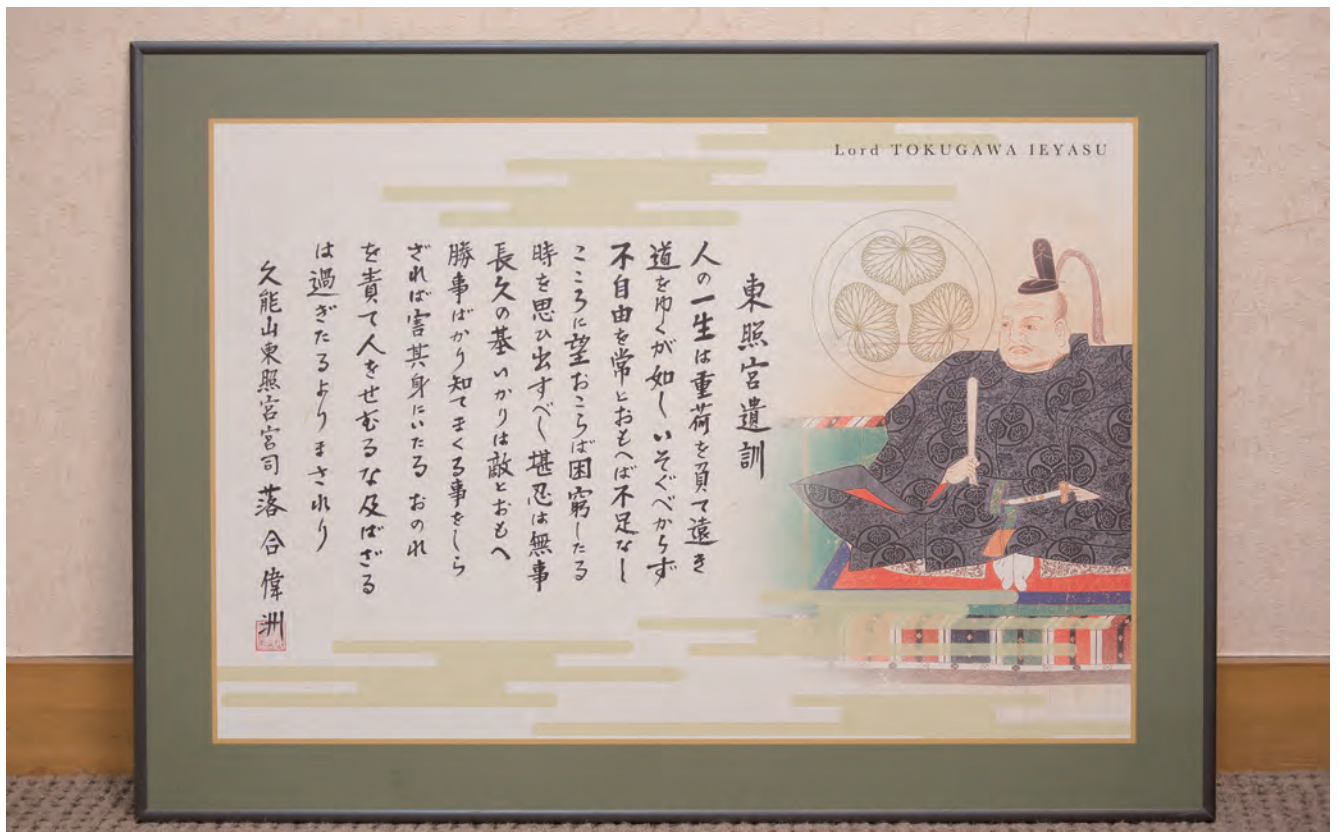 Lord TOKUGAWA IEYASU
東照宮遺訓
人の一生は重荷を負て遠き
道をゆくが如しいそぐべからず
不自由を常とおもへば不足なし
こころに望おこらば困窮したる
時を思ひ出すべし堪忍は無事
長久の基いかりは敵とおもへ
勝事ばかり知てまくる事をしら
ざれば害其身にいたる おのれ
を責て人をせむるな及ばざる
は過ぎたるよりまされり
久能山東照宮宮司 落合偉洲